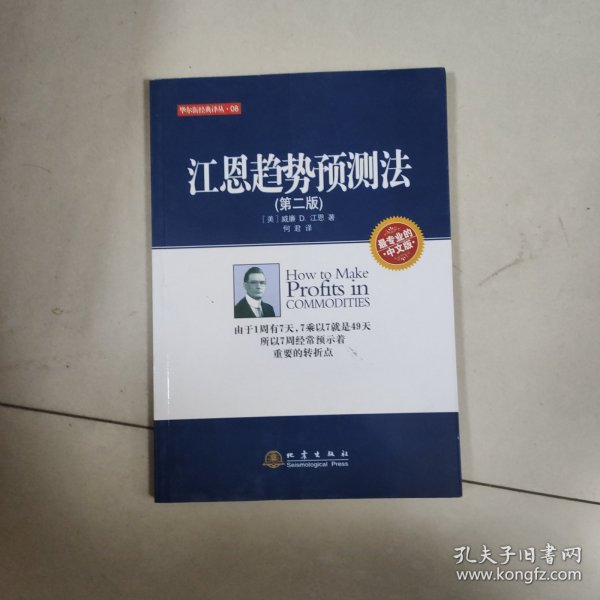 华尔街经典译丛·08
江恩趋势预测法
(第二版)
[美] 威廉 D. 江恩 著
何君 译
最专业的
中文版
How to Make
Profits in
COMMODITIES
由于1周有7天，7乘以7就是49天
所以7周经常预示着
重要的转折点
地震出版社
Seismological Press
孔夫子旧书网
www.kongfz.com